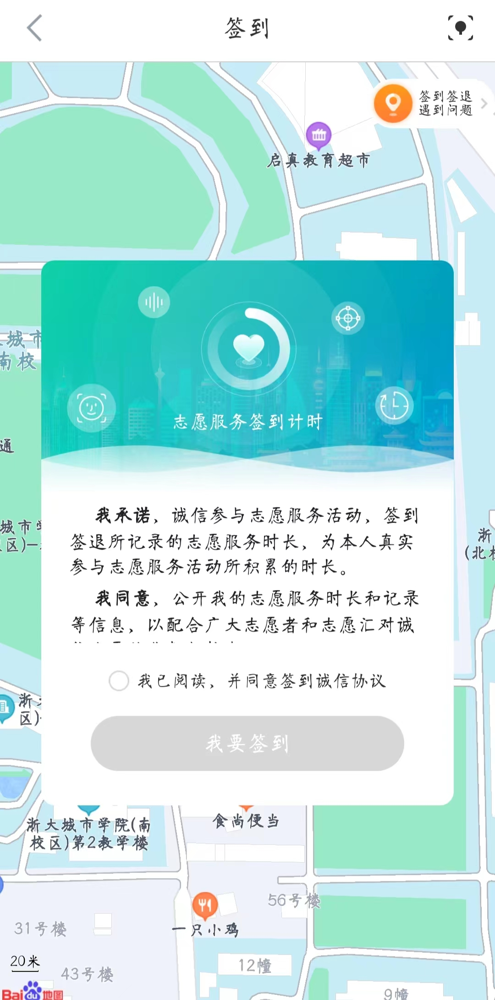 签到
签到签退
遇到问题
启真教育超市
城市
南校
志愿服务签到计时
通
我承诺，诚信参与志愿服务活动，签到
签退所记录的志愿服务时长，为本人真实
参与志愿服务活动所积累的时长。
城市学
区)
浙
(北校
我同意，公开我的志愿服务时长和记录
等信息，以配合广大志愿者和志愿汇对诚
我已阅读，并同意签到诚信协议
浙大
区)
我要签到
浙大城市学院(南
校区)第2教学楼
食尚便当
56号楼
一只小鸡
31号楼
20米
43号楼
12幢
9幢
Bai du 地图